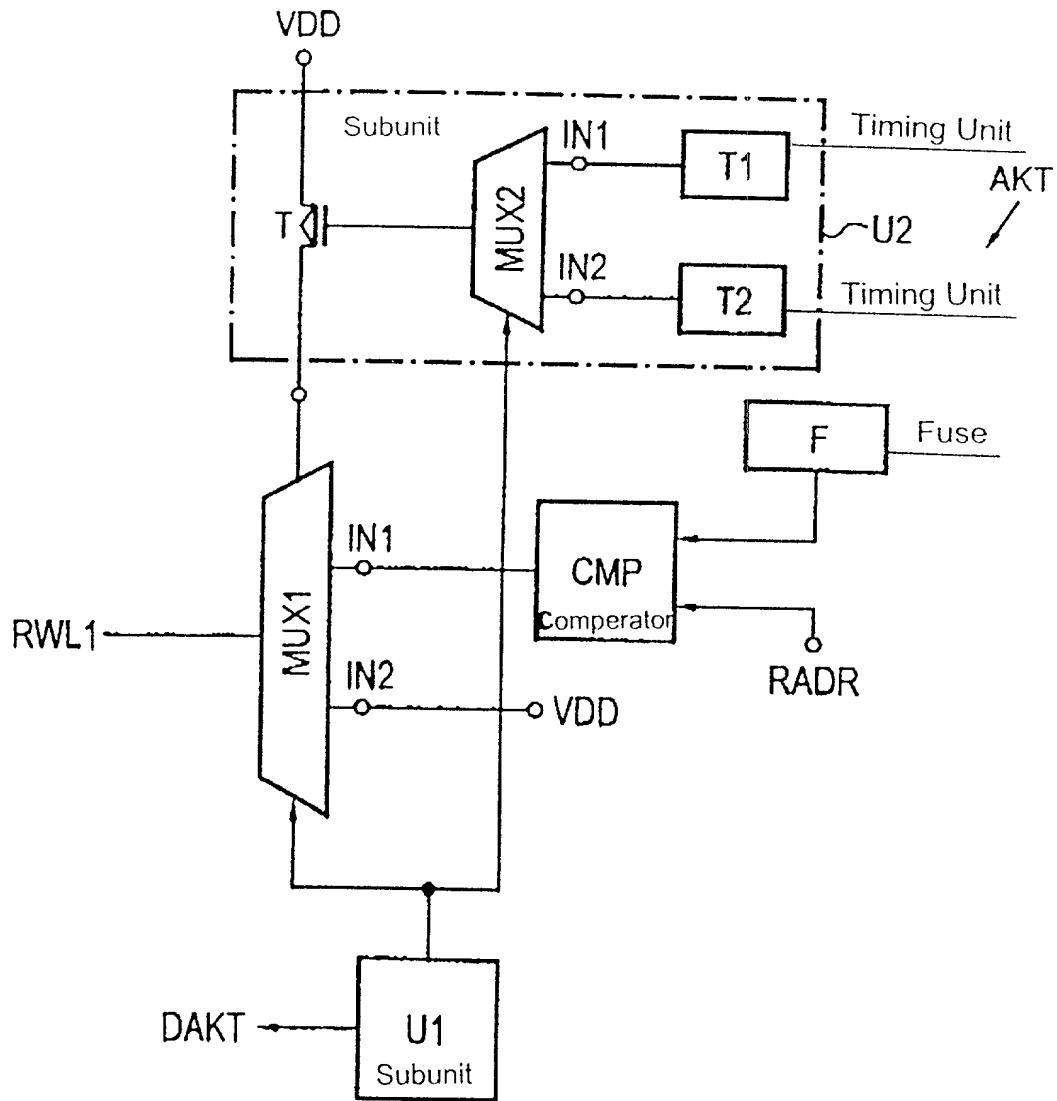 VDD
Subunit
IN1
T1
Timing Unit
AKT
T
MUX2
U2
IN2
T2
Timing Unit
F
Fuse
IN1
CMP
Comperator
MUX1
RWL1
RADR
IN2
VDD
DAKT
U1
Subunit